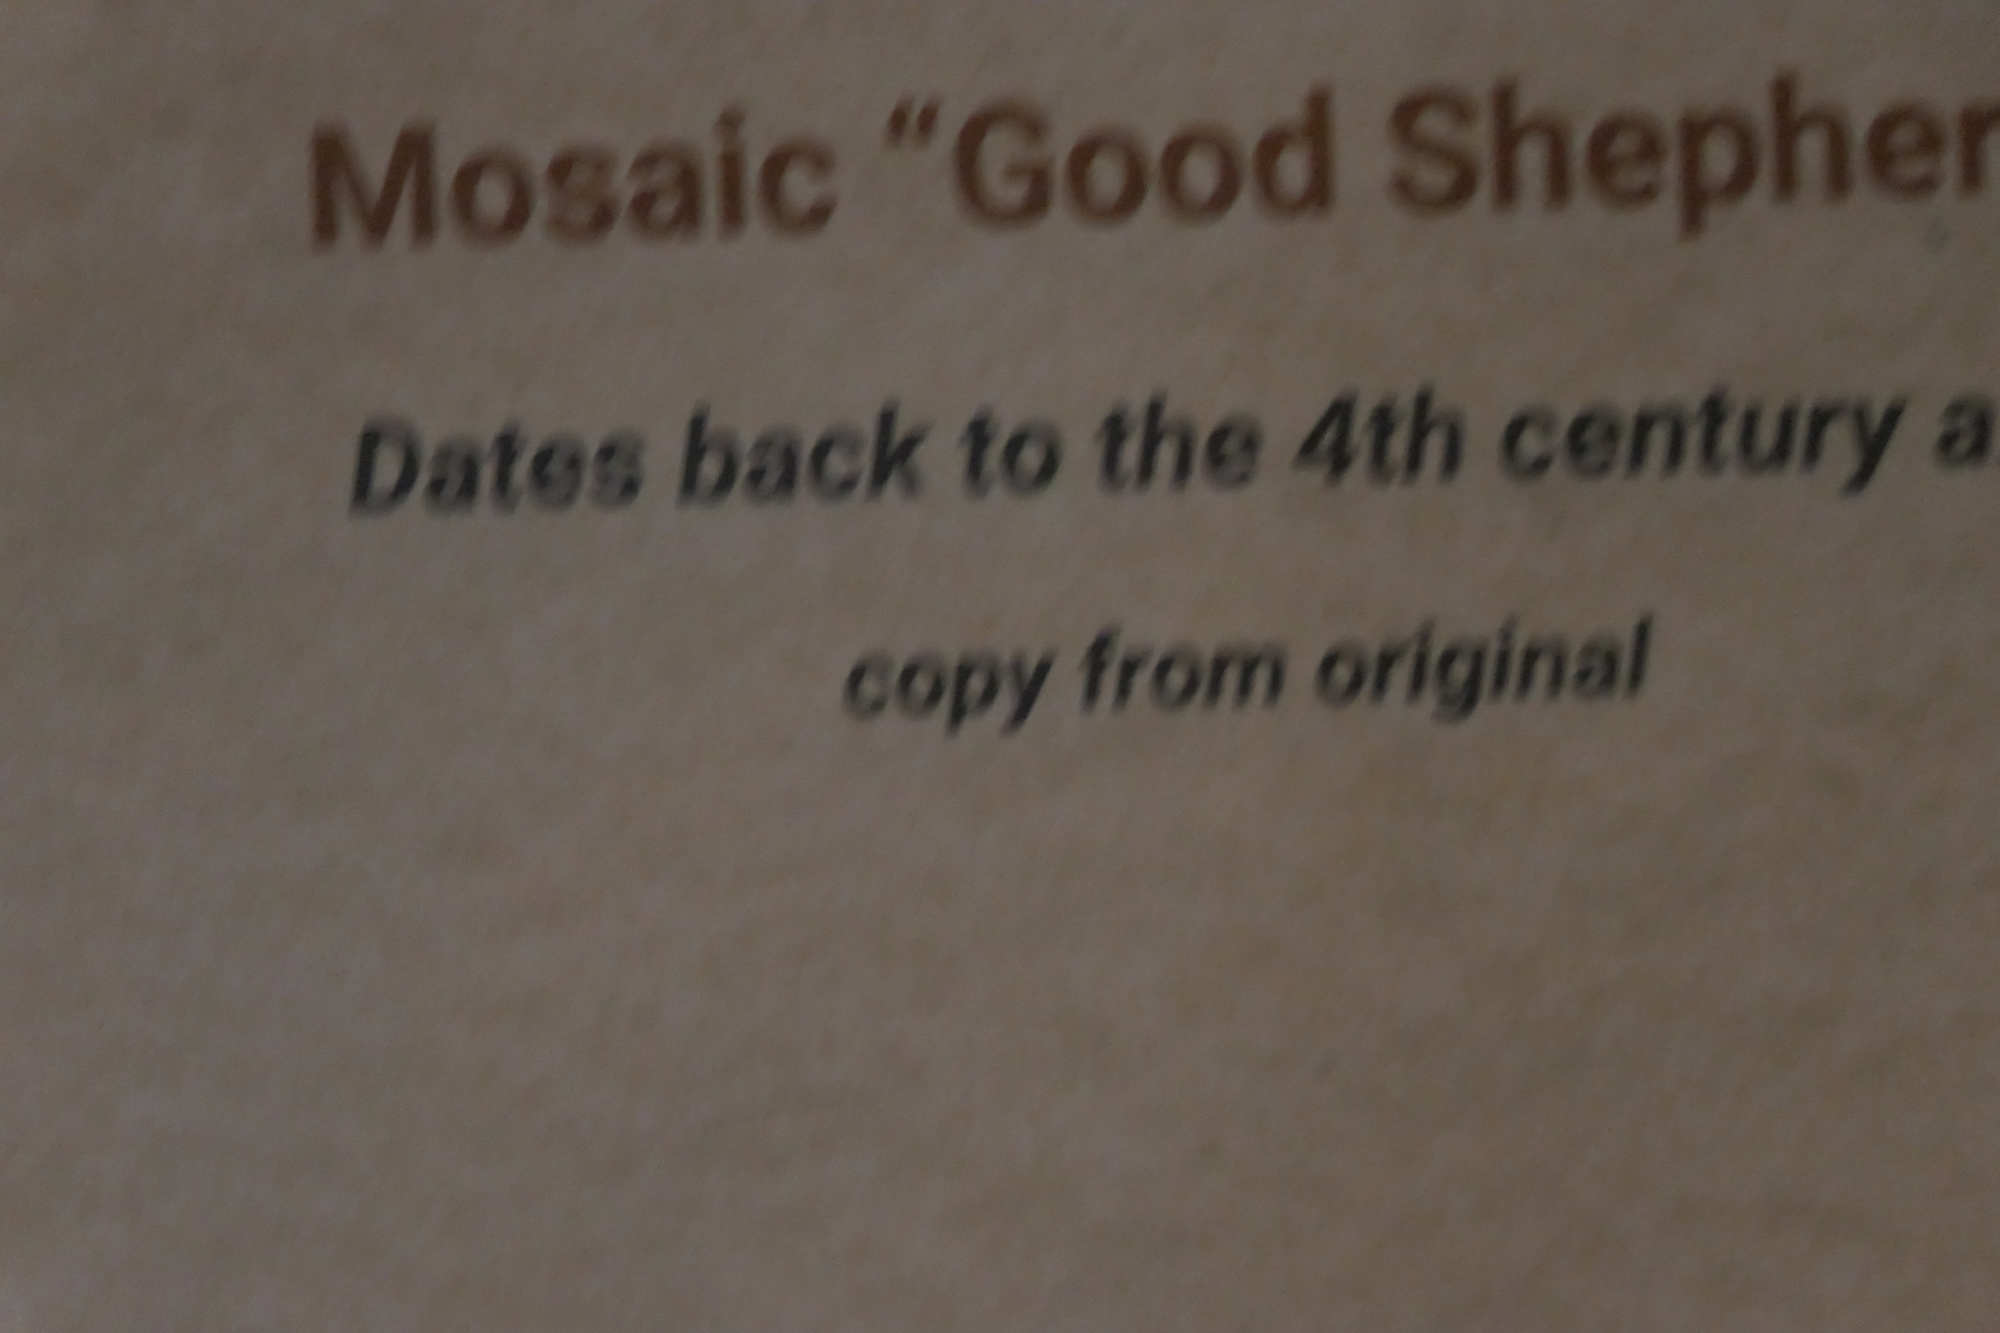 Mosaic “Good Shepher
Dates back to the 4th century a
copy from original